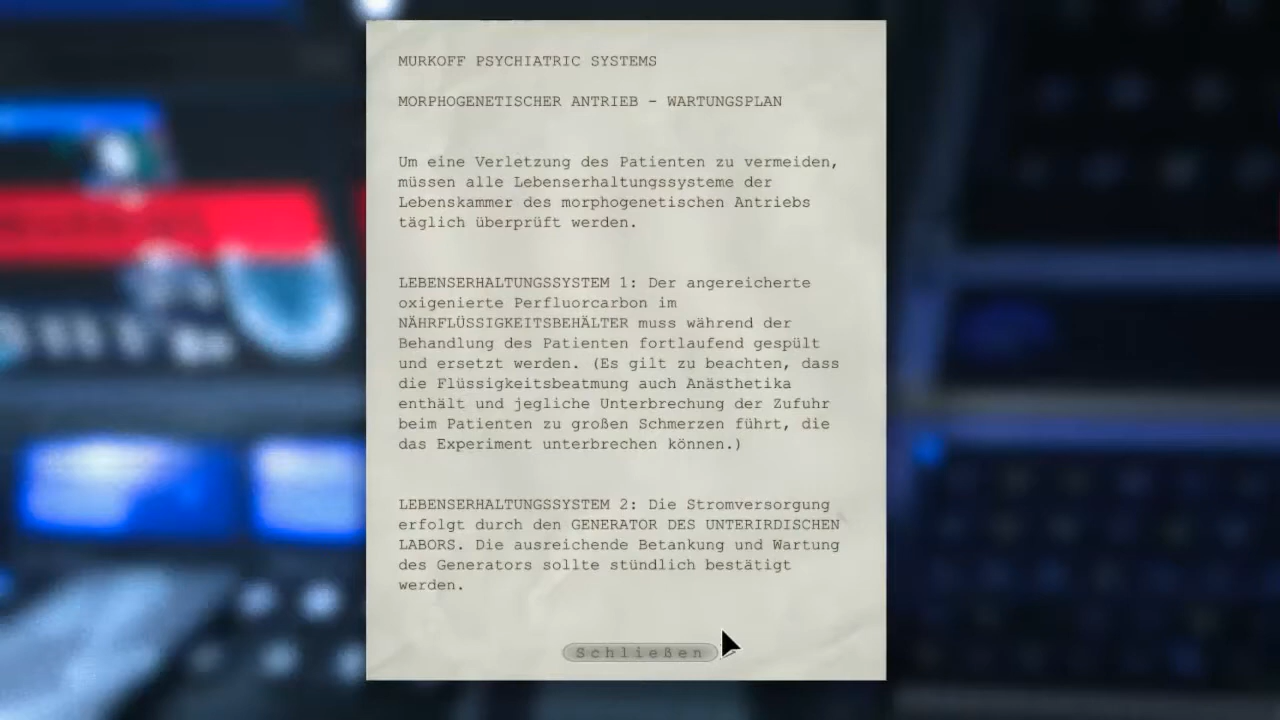 MURKOFF PSYCHIATRIC SYSTEMS
MORPHOGENETISCHER ANTRIEB - WARTUNGSPLAN
Um eine Verletzung des Patienten zu vermeiden,
müssen alle Lebenserhaltungssysteme der
Lebenskammer des morphogenetischen Antriebs
täglich überprüft werden.
LEBENSERHALTUNGSSYSTEM 1: Der angereicherte
oxigenierte Perfluorcarbon im
NÄHRFLÜSSIGKEITSBEHÄLTER muss während der
Behandlung des Patienten fortlaufend gespült
und ersetzt werden. (Es gilt zu beachten, dass
die Flüssigkeitsbeatmung auch Anästhetika
enthält und jegliche Unterbrechung der Zufuhr
beim Patienten zu großen Schmerzen führt, die
das Experiment unterbrechen können.)
LEBENSERHALTUNGSSYSTEM 2: Die Stromversorgung
erfolgt durch den GENERATOR DES UNTERIRDISCHEN
LABORS. Die ausreichende Betankung und Wartung
des Generators sollte stündlich bestätigt
werden.
Schließen